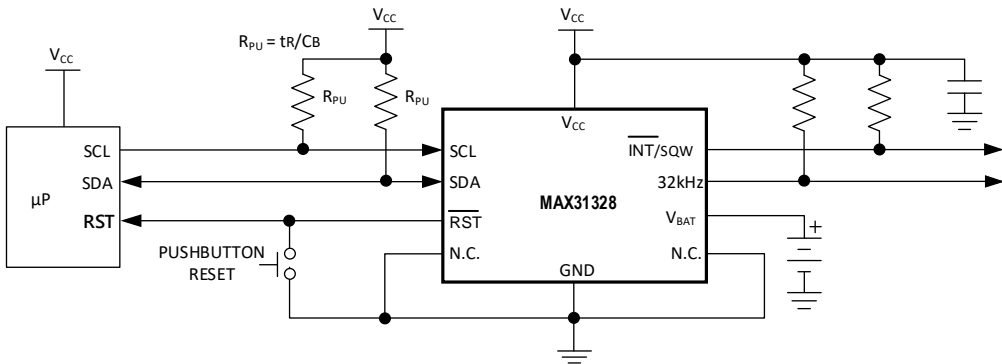 VCC
VCC
RPU = tR/CB
VCC
RPU
RPU
VCC
SCL
SCL
INT/SQW
SDA
SDA
32kHz
µP
MAX31328
RST
RST
VBAT
+
PUSHBUTTON
RESET
N.C.
N.C.
GND